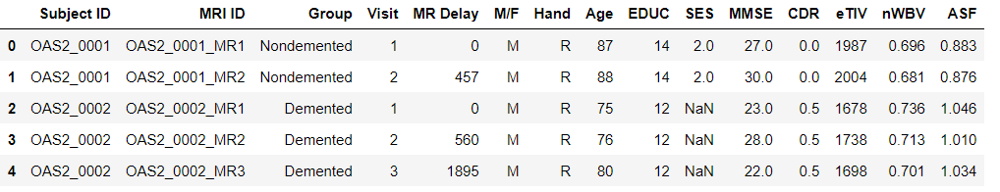 Subject ID MRI ID Group Visit MR Delay M/F Hand Age EDUC SES MMSE CDR eTIV nWBV ASF
0 OAS2_0001 OAS2_0001_MR1 Nondemented 1 0 M R 87 14 2.0 27.0 0.0 1987 0.696 0.883
1 OAS2_0001 OAS2_0001_MR2 Nondemented 2 457 M R 88 14 2.0 30.0 0.0 2004 0.681 0.876
2 OAS2_0002 OAS2_0002_MR1 Demented 1 0 M R 75 12 NaN 23.0 0.5 1678 0.736 1.046
3 OAS2_0002 OAS2_0002_MR2 Demented 2 560 M R 76 12 NaN 28.0 0.5 1738 0.713 1.010
4 OAS2_0002 OAS2_0002_MR3 Demented 3 1895 M R 80 12 NaN 22.0 0.5 1698 0.701 1.034